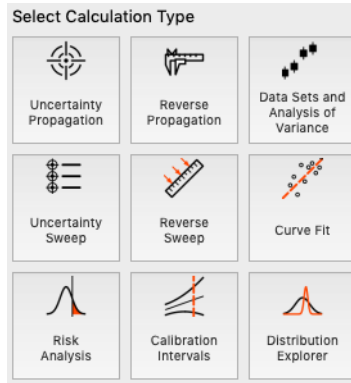 Select Calculation Type
Uncertainty
Propagation
Reverse
Propagation
Data Sets and
Analysis of
Variance
Uncertainty
Sweep
Reverse
Sweep
Curve Fit
Risk
Analysis
Calibration
Intervals
Distribution
Explorer